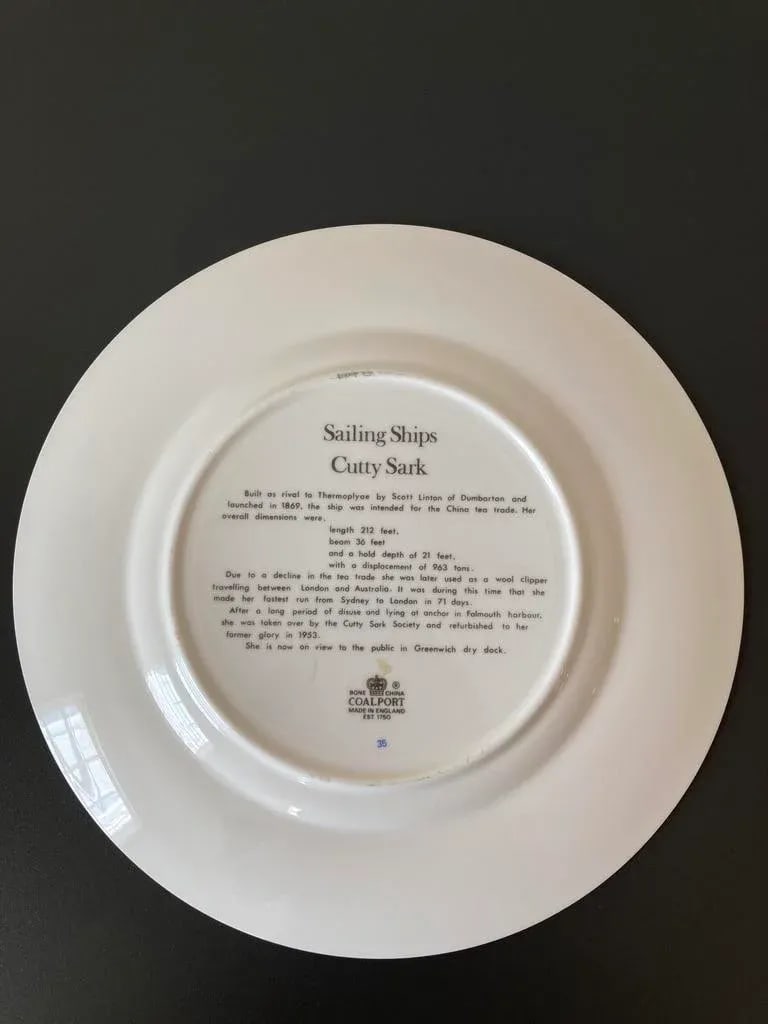 Sailing Ships
Cutty Sark
Built as rival to Thermoplyae by Scott Linton of Dumbarton and
launched in 1869, the ship was intended for the China tea trade. Her
overall dimensions were.
length 212 feet,
beam 36 feet
and a hold depth of 21 feet,
with a displacement of 963 tons.
Due to a decline in the tea trade she was later used as a wool clipper
travelling between London and Australia. It was during this time that she
made her fastest run from Sydney to London in 71 days.
After a long period of disuse and lying at anchor in Falmouth harbour,
she was taken over by the Cutty Sark Society and refurbished to her
former glory in 1953.
She is now on view to the public in Greenwich dry dock.
BONE CHINA ®
COALPORT
MADE IN ENGLAND
EST 1750
35